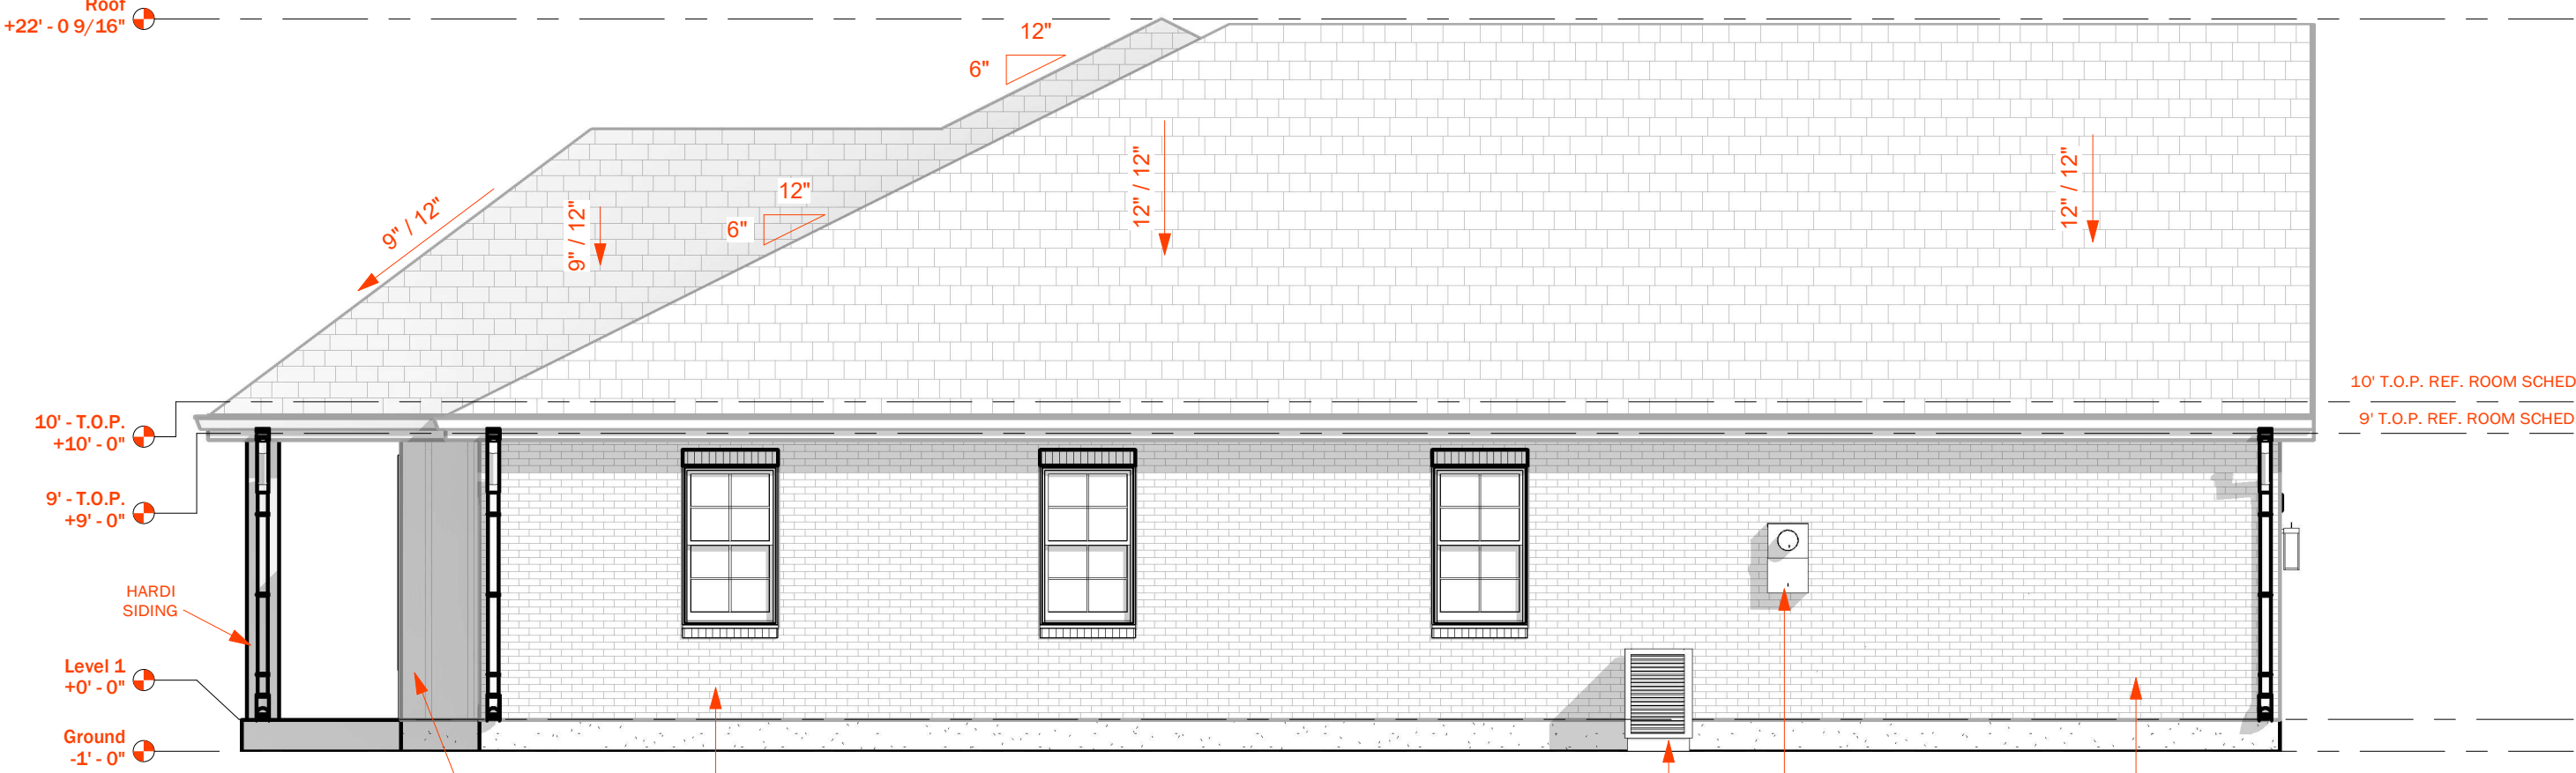 Roof
+22' - 0 9/16"
12"
6"
12"
6"
9" / 12"
9" / 12"
12" / 12"
12" / 12"
10' T.O.P. REF. ROOM SCHED
9' T.O.P. REF. ROOM SCHED
10' - T.O.P.
+10' - 0"
9' - T.O.P.
+9' - 0"
HARDI
SIDING
Level 1
+0' - 0"
Ground
-1' - 0"